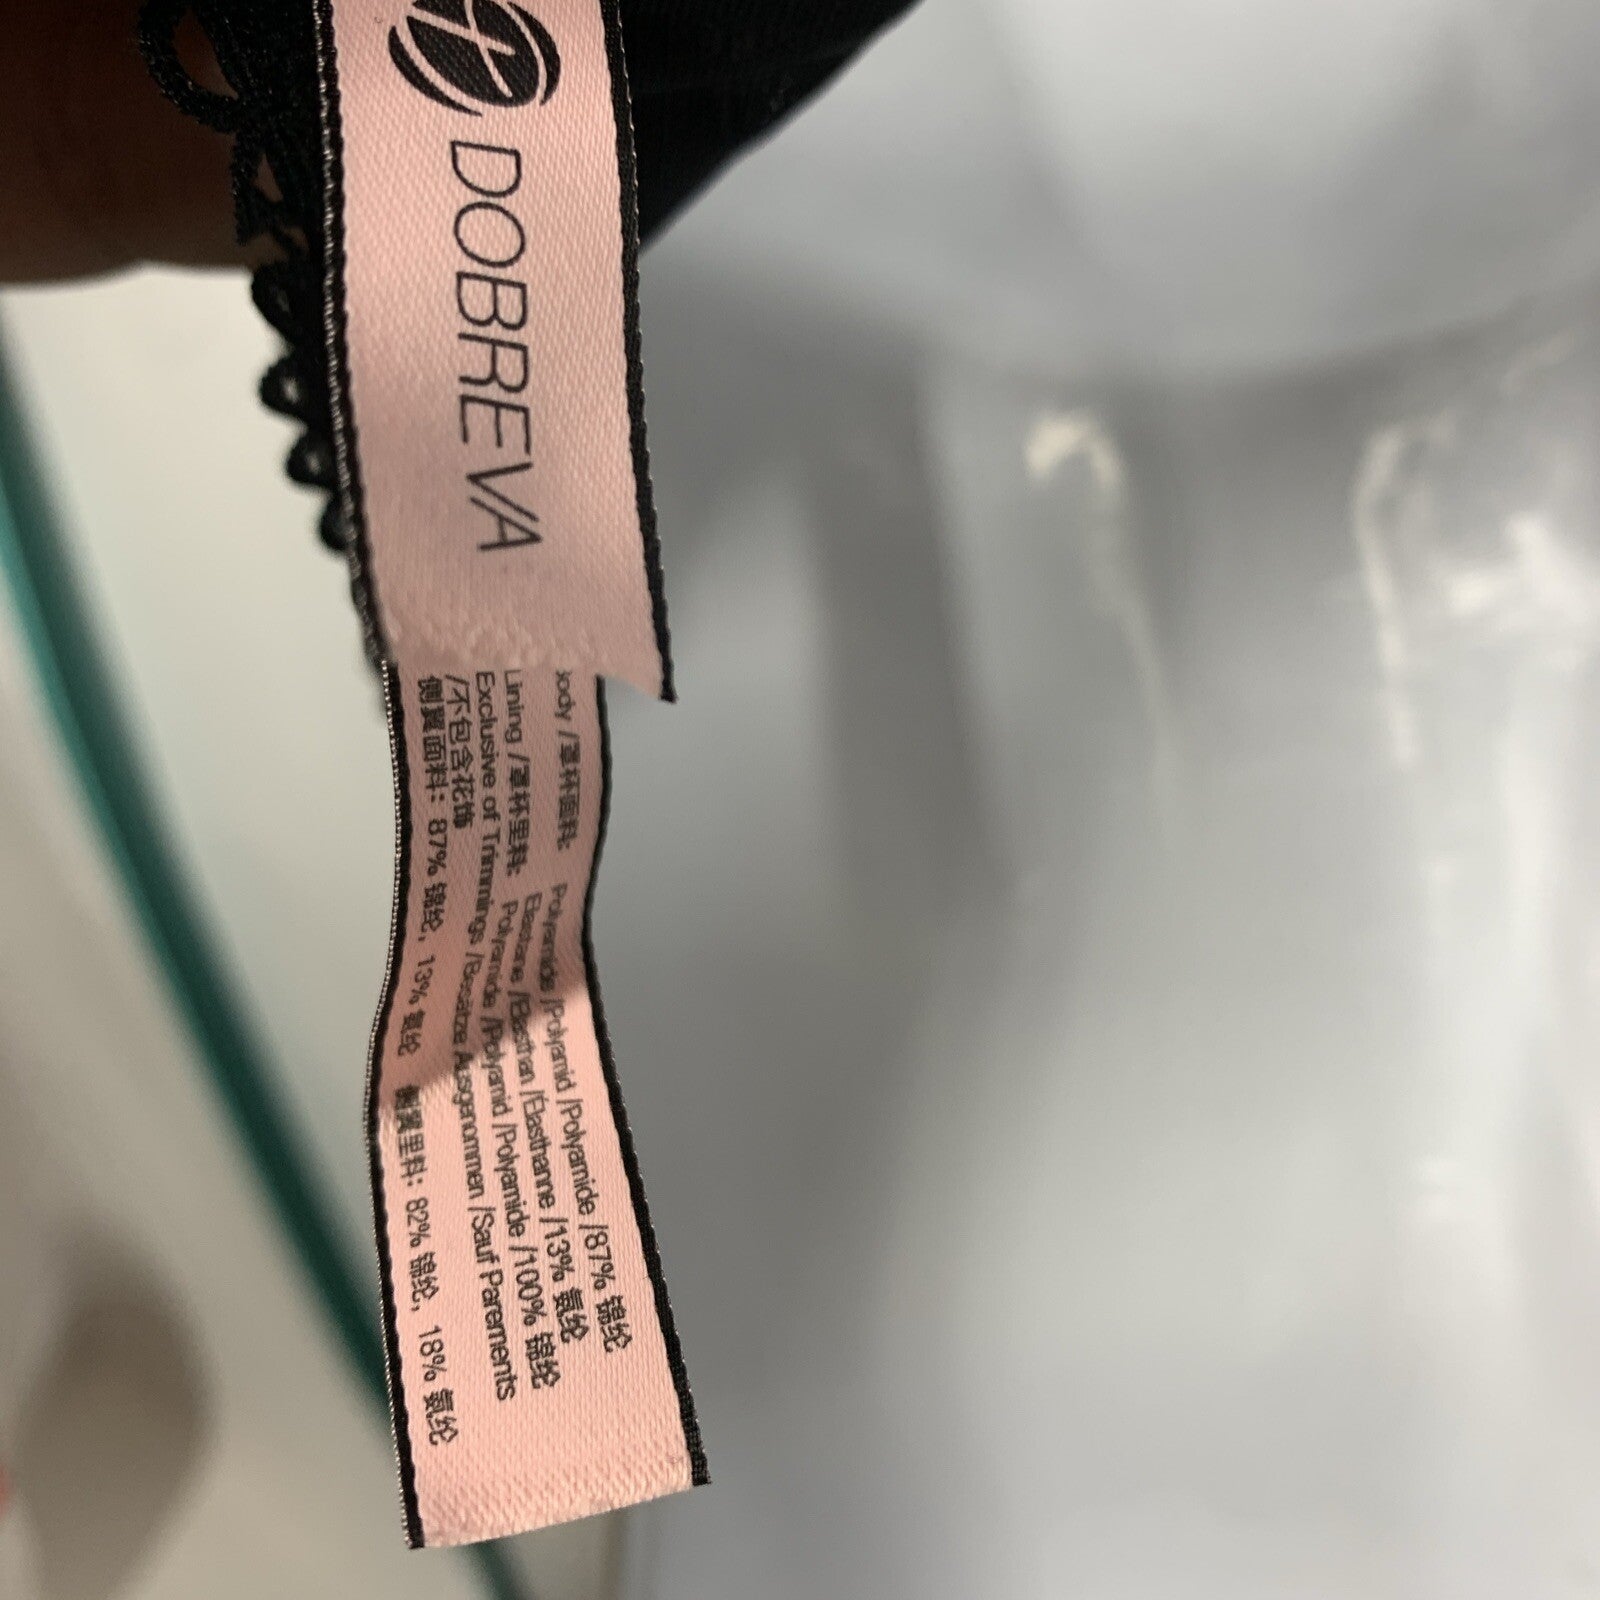 DOBREVA
Body /罩杯面料: Polyamide /Polyamid /Polyamide /87% 锦纶
Elastane /Elasthan /Elasthanne /13% 氨纶
Lining /罩杯里料: Polyamide /Polyamid /Polyamide /100% 锦纶
Exclusive of Trimmings /Besatze Ausgenommen /Sauf Parements
/不包含花饰
侧翼面料: 87% 锦纶, 13% 氨纶 侧翼里料: 82% 锦纶, 18% 氨纶